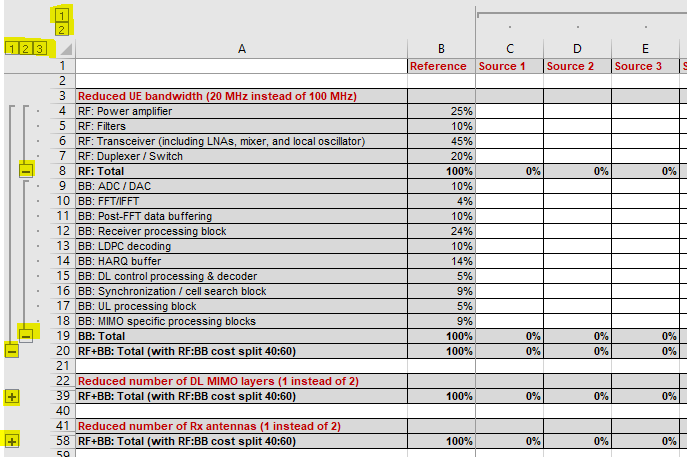 1
2
1 2 3
A B C D E
1 Reference Source 1 Source 2 Source 3 S
2
3 Reduced UE bandwidth (20 MHz instead of 100 MHz)
4 RF: Power amplifier 25%
5 RF: Filters 10%
6 RF: Transceiver (including LNAs, mixer, and local oscillator) 45%
7 RF: Duplexer / Switch 20%
8 RF: Total 100% 0% 0% 0%
9 BB: ADC / DAC 10%
10 BB: FFT/IFFT 4%
11 BB: Post-FFT data buffering 10%
12 BB: Receiver processing block 24%
13 BB: LDPC decoding 10%
14 BB: HARQ buffer 14%
15 BB: DL control processing & decoder 5%
16 BB: Synchronization / cell search block 9%
17 BB: UL processing block 5%
18 BB: MIMO specific processing blocks 9%
19 BB: Total 100% 0% 0% 0%
20 RF+BB: Total (with RF:BB cost split 40:60) 100% 0% 0% 0%
21
22 Reduced number of DL MIMO layers (1 instead of 2)
39 RF+BB: Total (with RF:BB cost split 40:60) 100% 0% 0% 0%
40
41 Reduced number of Rx antennas (1 instead of 2)
58 RF+BB: Total (with RF:BB cost split 40:60) 100% 0% 0% 0%
59